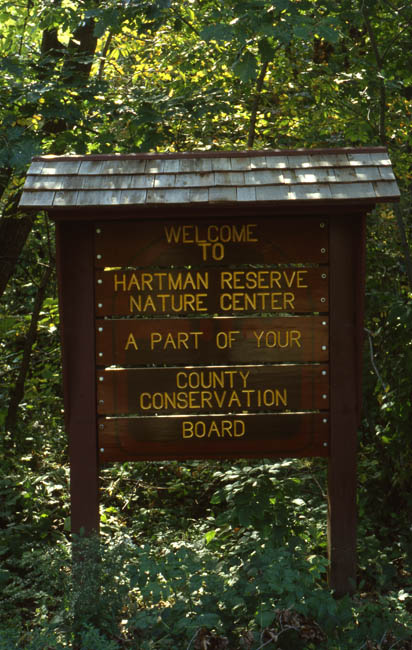 WELCOME
TO
HARTMAN RESERVE
NATURE CENTER
A PART OF YOUR
COUNTY
CONSERVATION
BOARD